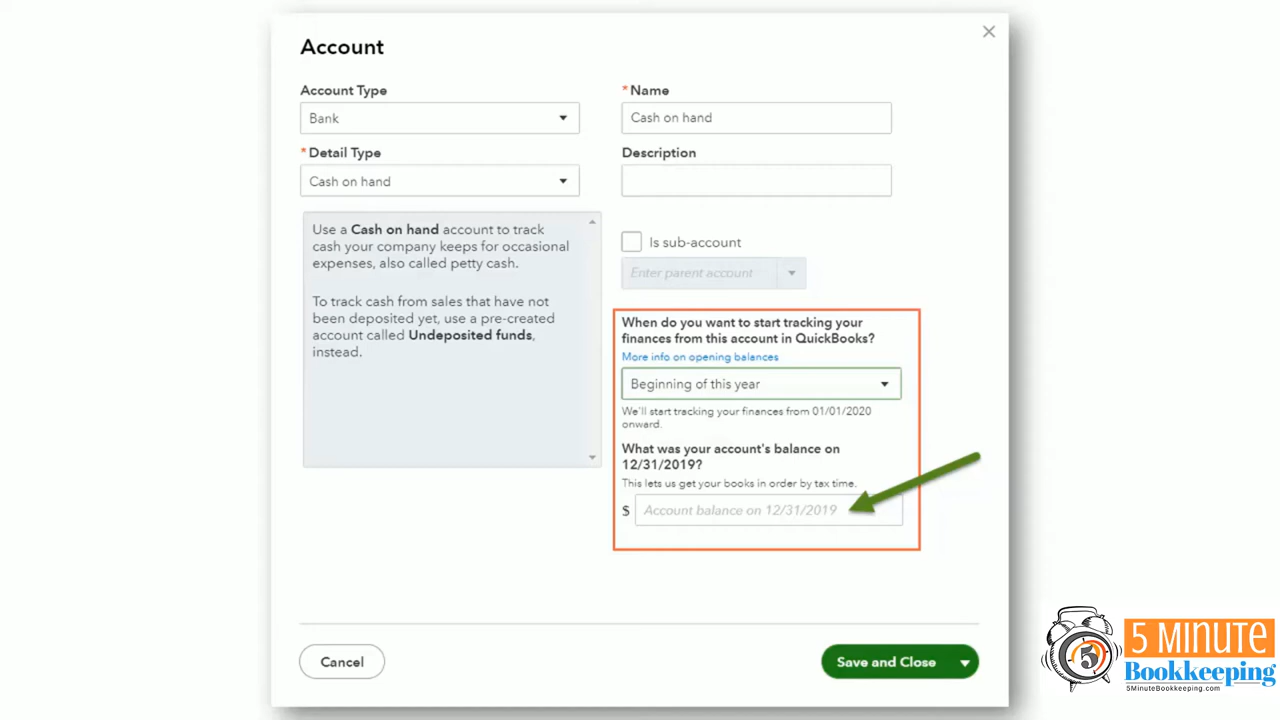 Account
Account Type
Bank
* Detail Type
Cash on hand
Use a Cash on hand account to track
cash your company keeps for occasional
expenses, also called petty cash.
To track cash from sales that have not
been deposited yet, use a pre-created
account called Undeposited funds,
instead.
* Name
Cash on hand
Description
Is sub-account
Enter parent account
When do you want to start tracking your
finances from this account in QuickBooks?
More info on opening balances
Beginning of this year
We'll start tracking your finances from 01/01/2020
onward.
What was your account's balance on
12/31/2019?
This lets us get your books in order by tax time.
$ Account balance on 12/31/2019
Cancel
Save and Close
5
5 MINUTE
Bookkeeping
5MinuteBookkeeping.com